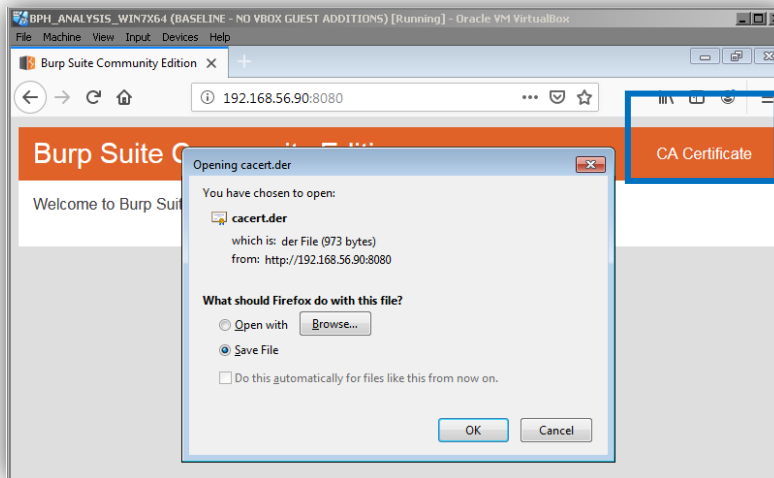 BPH_ANALYSIS_WIN7X64 (BASELINE - NO VBOX GUEST ADDITIONS) [Running] - Oracle VM VirtualBox
File Machine View Input Devices Help
Burp Suite Community Edition
192.168.56.90:8080
Burp Suite
CA Certificate
Opening cacert.der
You have chosen to open:
Welcome to Burp Suit
cacert.der
which is: der File (973 bytes)
from: http://192.168.56.90:8080
What should Firefox do with this file?
Open with Browse...
Save File
Do this automatically for files like this from now on.
OK Cancel